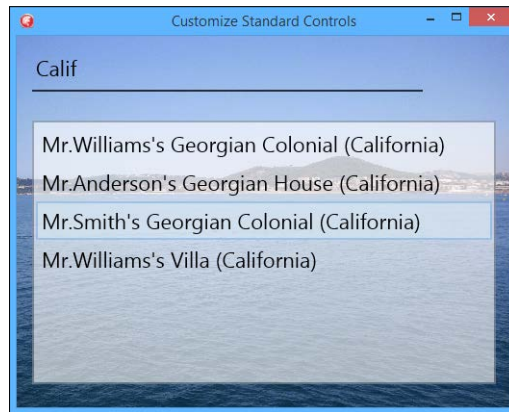 Customize Standard Controls
Calif
Mr.Williams's Georgian Colonial (California)
Mr.Anderson's Georgian House (California)
Mr.Smith's Georgian Colonial (California)
Mr.Williams's Villa (California)